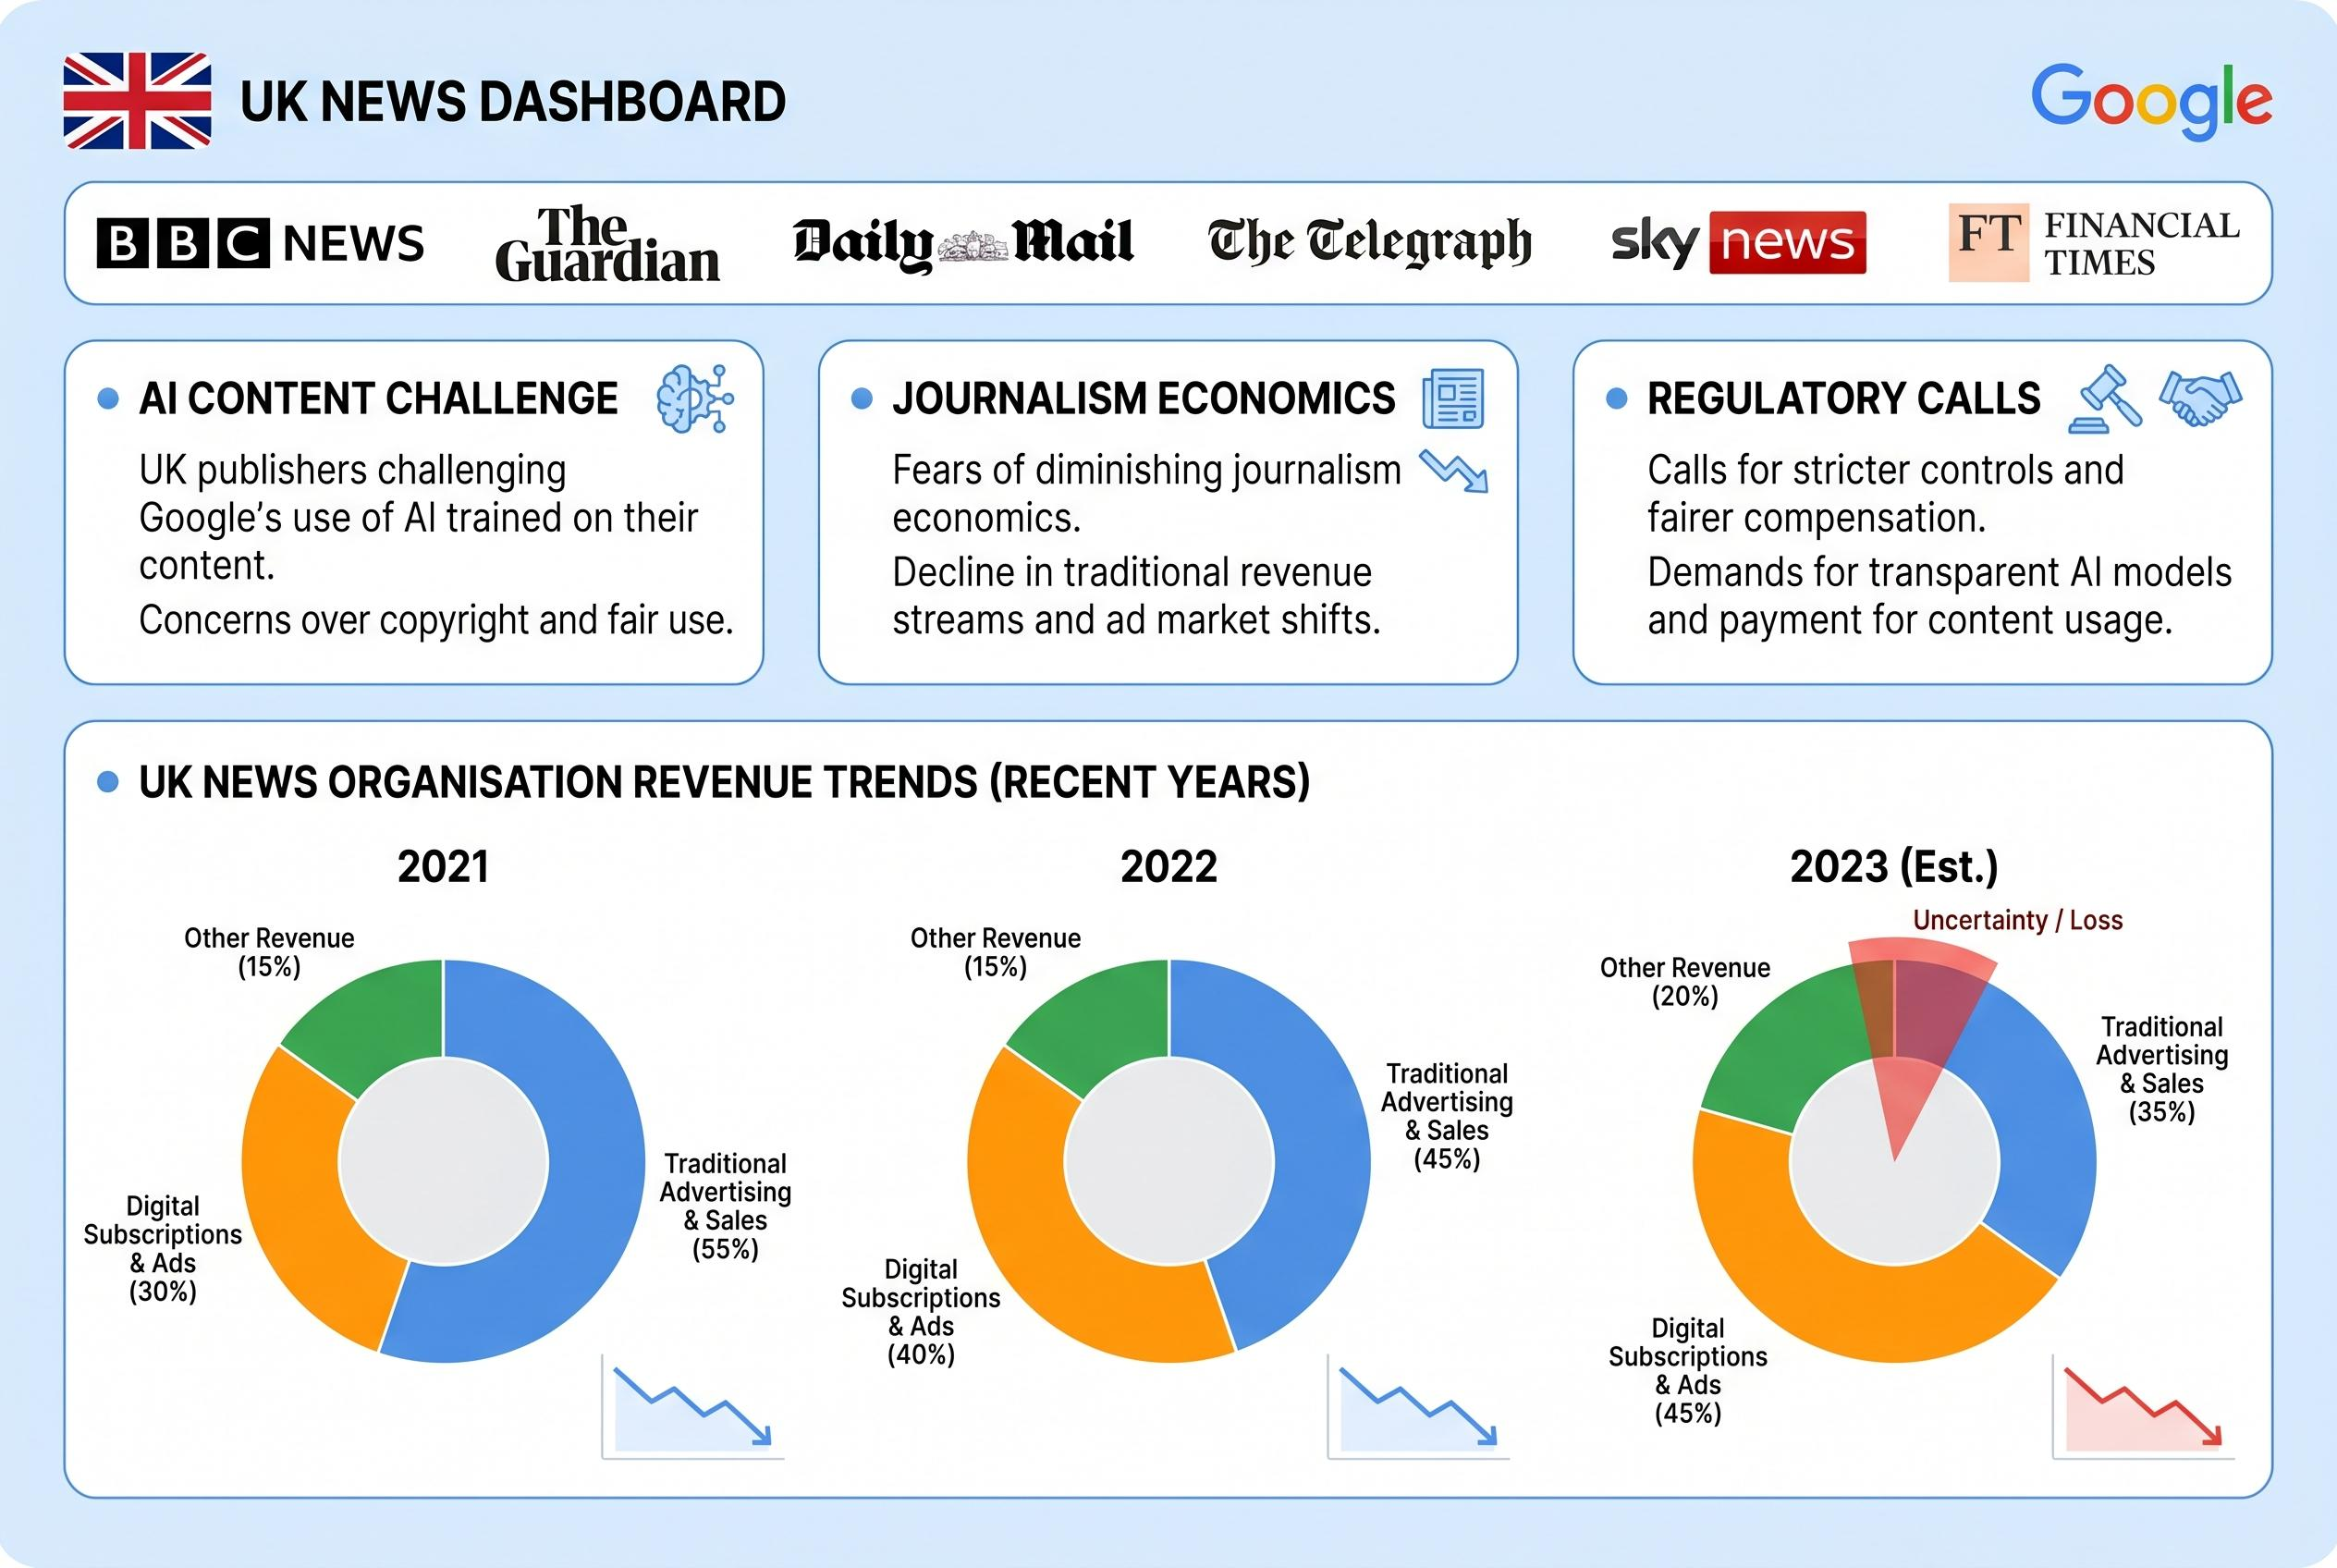 UK NEWS DASHBOARD
Google
BBC NEWS
The Guardian
Daily Mail
The Telegraph
sky news
FT FINANCIAL TIMES
AI CONTENT CHALLENGE
UK publishers challenging
Google's use of AI trained on their
content.
Concerns over copyright and fair use.
JOURNALISM ECONOMICS
Fears of diminishing journalism
economics.
Decline in traditional revenue
streams and ad market shifts.
REGULATORY CALLS
Calls for stricter controls and
fairer compensation.
Demands for transparent AI models
and payment for content usage.
UK NEWS ORGANISATION REVENUE TRENDS (RECENT YEARS)
2021
Other Revenue
(15%)
Traditional
Advertising
& Sales
(55%)
Digital
Subscriptions
& Ads
(30%)
2022
Other Revenue
(15%)
Traditional
Advertising
& Sales
(45%)
Digital
Subscriptions
& Ads
(40%)
2023 (Est.)
Uncertainty / Loss
Other Revenue
(20%)
Traditional
Advertising
& Sales
(35%)
Digital
Subscriptions
& Ads
(45%)